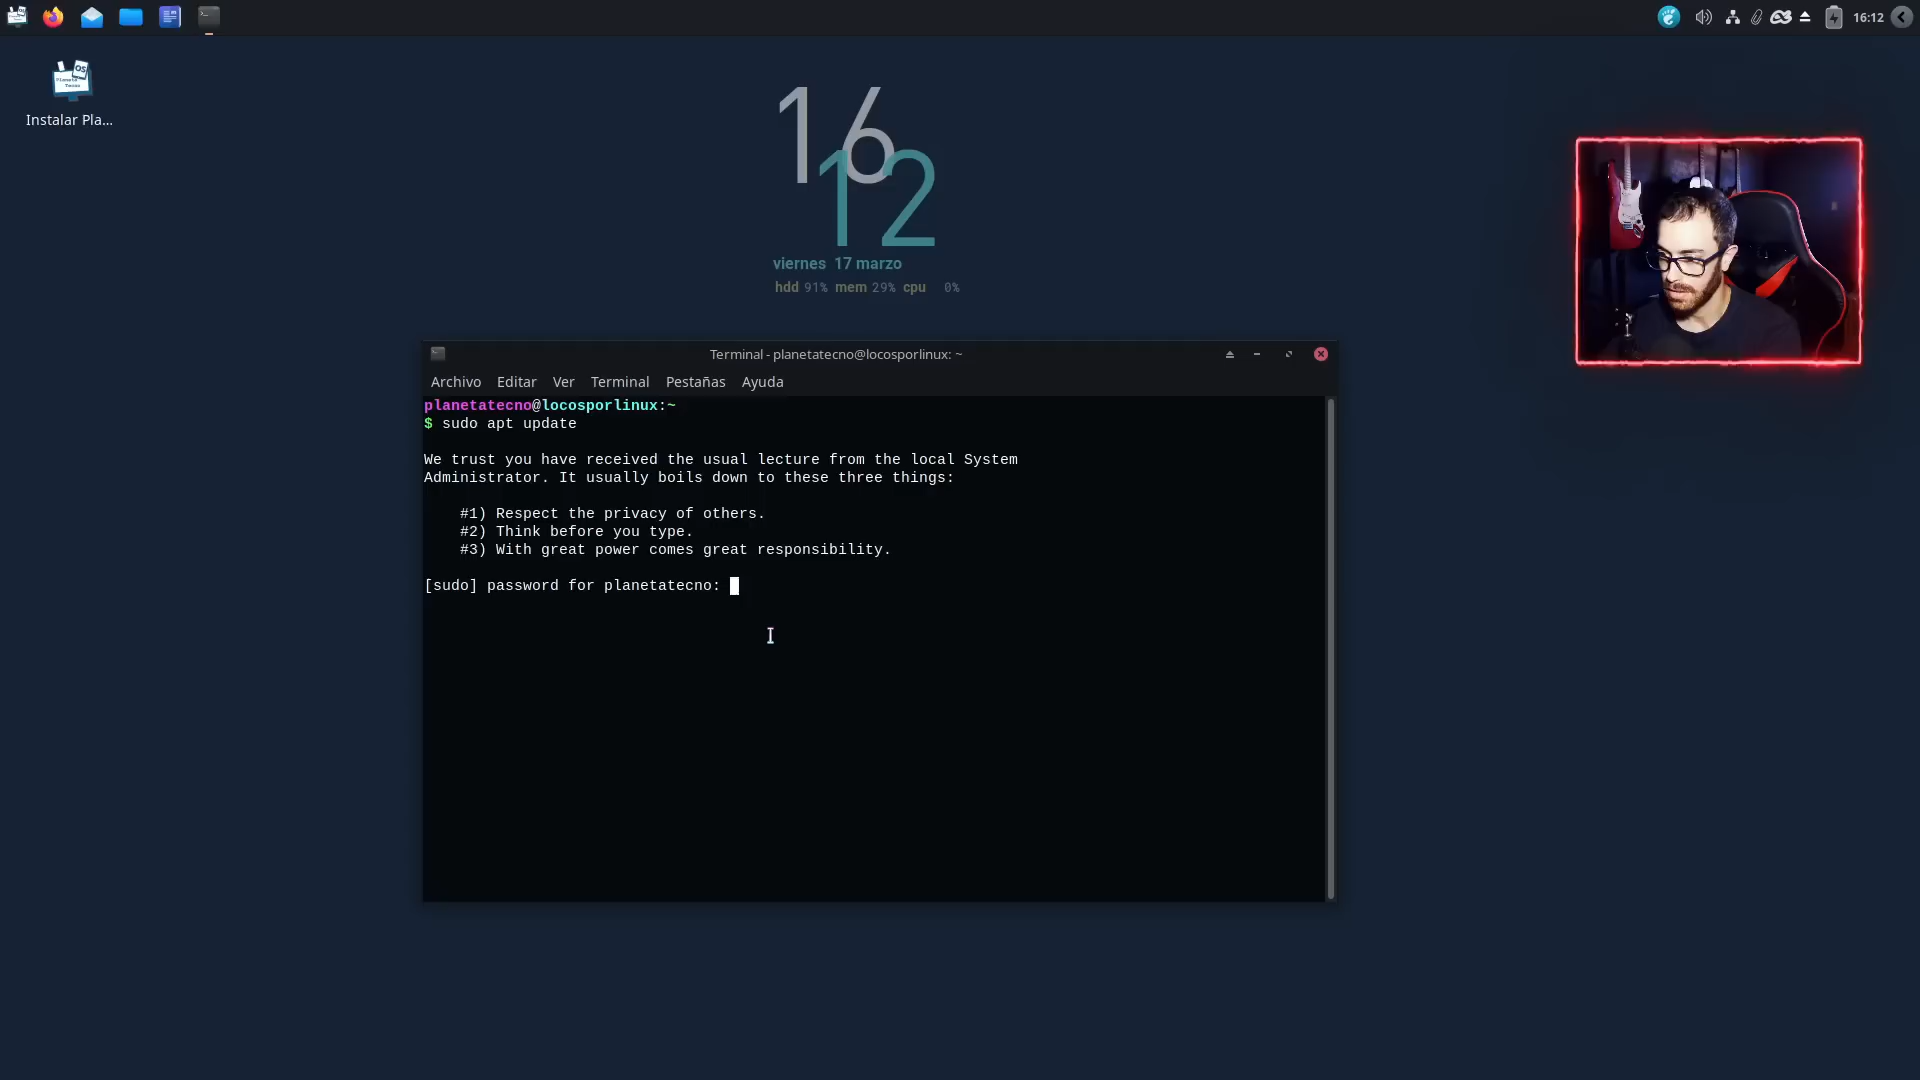 16:12
OS
Planeta
Tecno
Instalar Pla...
16
12
viernes 17 marzo
hdd 91% mem 29% cpu 0%
Terminal - planetatecno@locosporlinux: ~
Archivo Editar Ver Terminal Pestañas Ayuda
planetatecno@locosporlinux:~
$ sudo apt update
We trust you have received the usual lecture from the local System
Administrator. It usually boils down to these three things:
#1) Respect the privacy of others.
#2) Think before you type.
#3) With great power comes great responsibility.
[sudo] password for planetatecno: